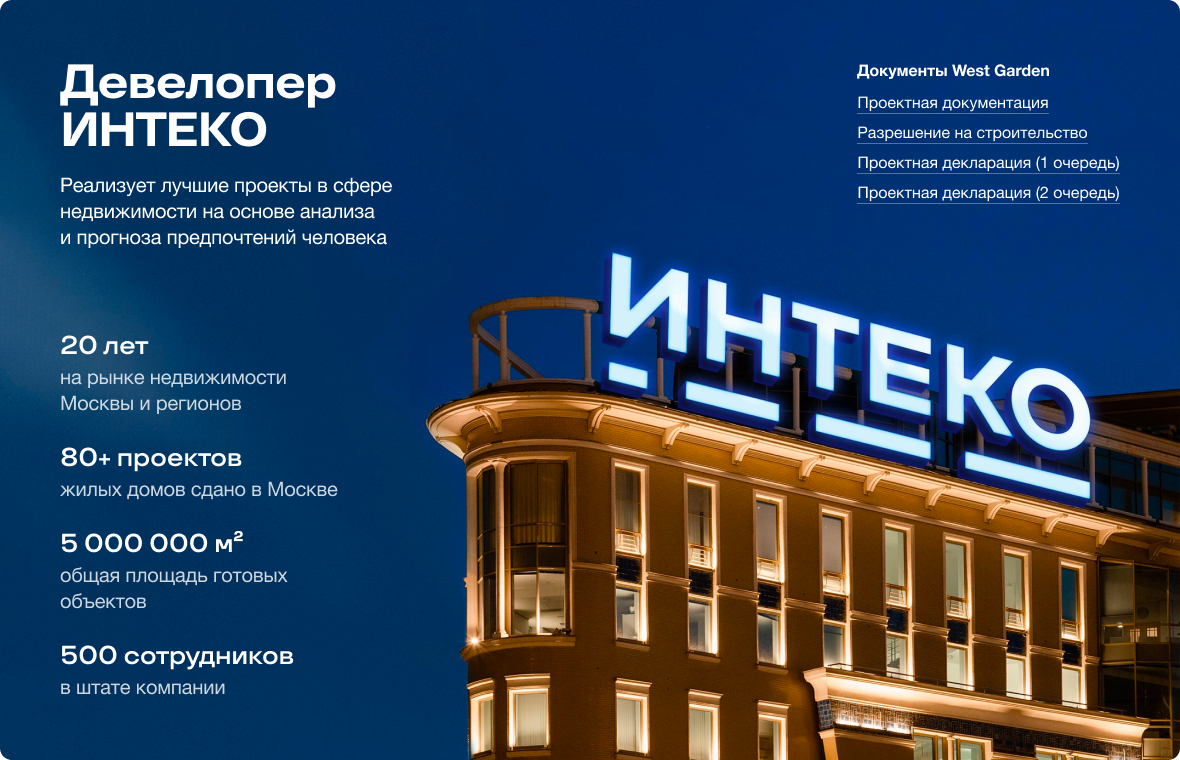 Девелопер
ИНТЕКО
Реализует лучшие проекты в сфере
недвижимости на основе анализа
и прогноза предпочтений человека
20 лет
на рынке недвижимости
Москвы и регионов
80+ проектов
жилых домов сдано в Москве
5 000 000 м²
общая площадь готовых
объектов
500 сотрудников
в штате компании
Документы West Garden
Проектная документация
Разрешение на строительство
Проектная декларация (1 очередь)
Проектная декларация (2 очередь)
ИНТЕКО